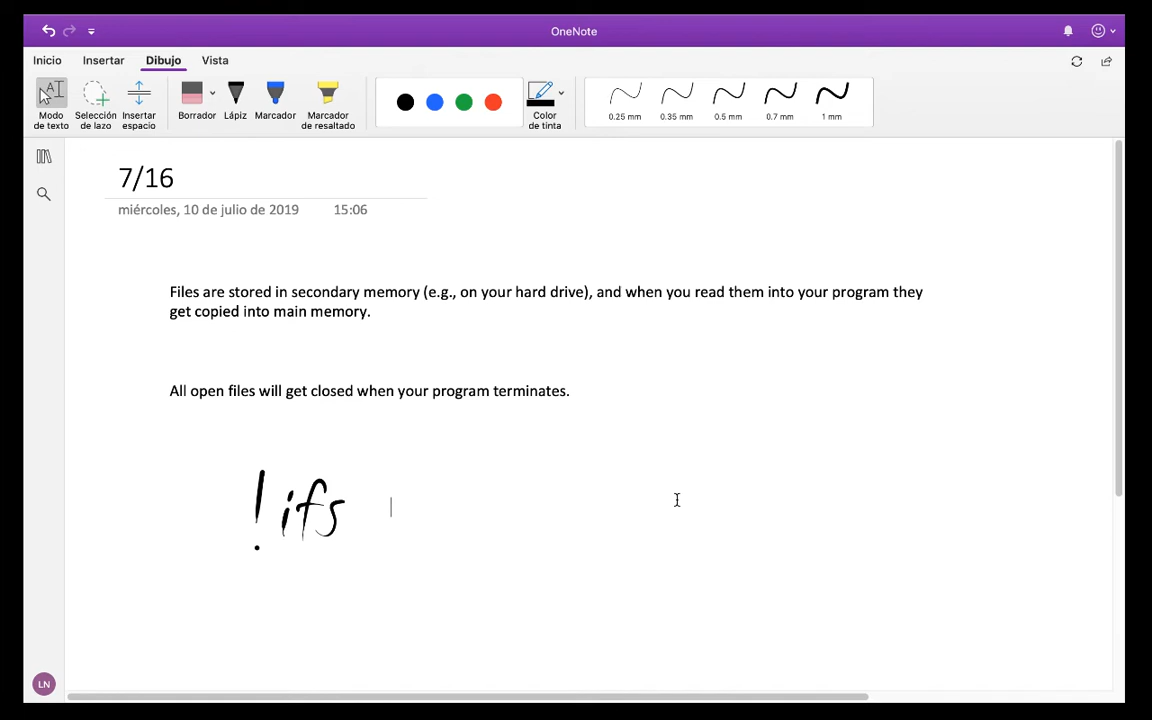 OneNote
Inicio Insertar Dibujo Vista
Modo de texto
Selección de lazo
Insertar espacio
Borrador
Lápiz
Marcador
Marcador de resaltado
Color de tinta
0.25 mm
0.35 mm
0.5 mm
0.7 mm
1 mm
7/16
miércoles, 10 de julio de 2019 15:06
Files are stored in secondary memory (e.g., on your hard drive), and when you read them into your program they
get copied into main memory.
All open files will get closed when your program terminates.
!ifs
LN